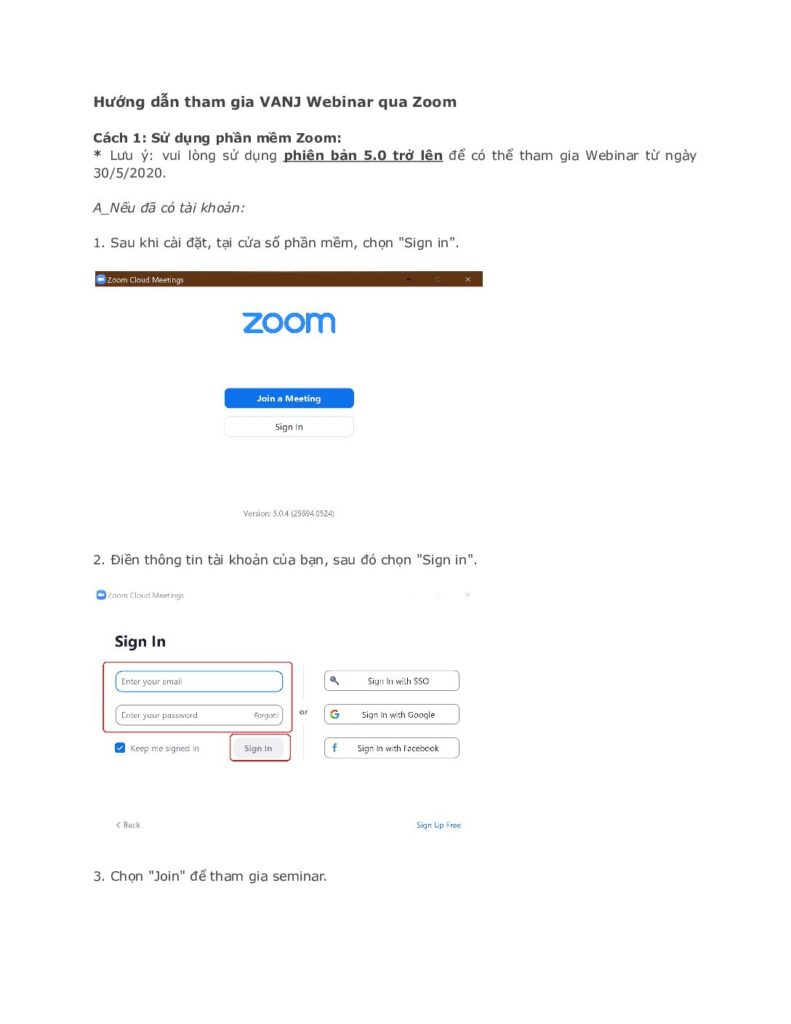 Hướng dẫn tham gia VANJ Webinar qua Zoom
Cách 1: Sử dụng phần mềm Zoom:
* Lưu ý: vui lòng sử dụng phiên bản 5.0 trở lên để có thể tham gia Webinar từ ngày
30/5/2020.
A_Nếu đã có tài khoản:
1. Sau khi cài đặt, tại cửa sổ phần mềm, chọn "Sign in".
Zoom Cloud Meetings
zoom
Join a Meeting
Sign In
Version: 5.0.4 (25694.0524)
2. Điền thông tin tài khoản của bạn, sau đó chọn "Sign in".
Zoom Cloud Meetings
Sign In
Enter your email
Sign In with SSO
Enter your password Forgot?
or
Sign In with Google
Keep me signed in
Sign In
Sign In with Facebook
< Back
Sign Up Free
3. Chọn "Join" để tham gia seminar.